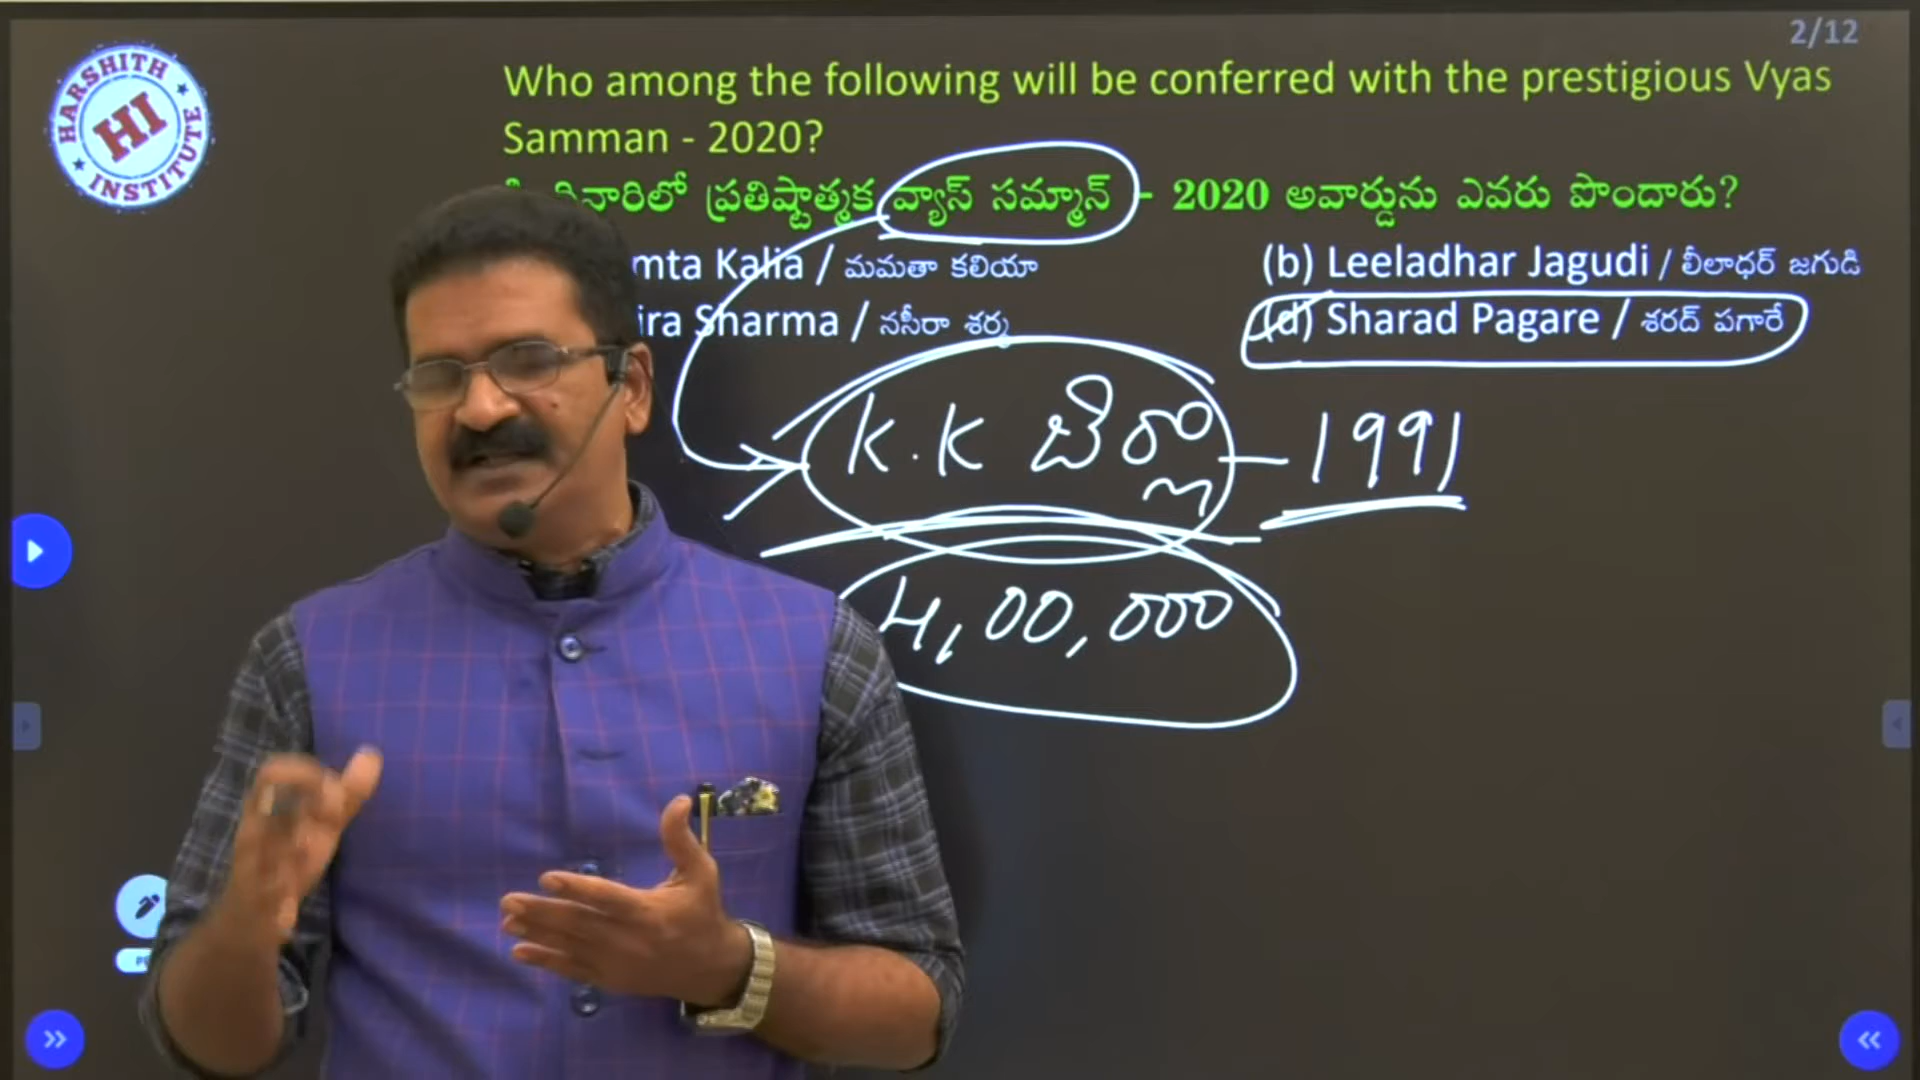 2/12
HARSHITH
HI
INSTITUTE
Who among the following will be conferred with the prestigious Vyas
Samman - 2020?
ప్రతిష్టాత్మక వ్యాస్ సమ్మాన్ - 2020 అవార్డును ఎవరు పొందారు?
Kalia / మమతా కలియా
(b) Leeladhar Jagudi / లీలాధర్ జగుడి
Sharma / నసీరా శర్మ
(d) Sharad Pagare / శరద్ పగారే
K.K బిర్లా - 1991
4,00,000